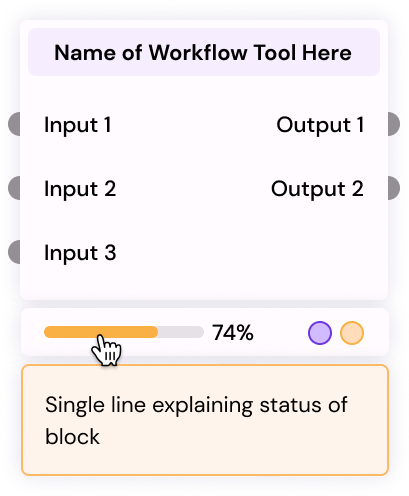 Name of Workflow Tool Here
Input 1
Output 1
Input 2
Output 2
Input 3
74%
Single line explaining status of
block